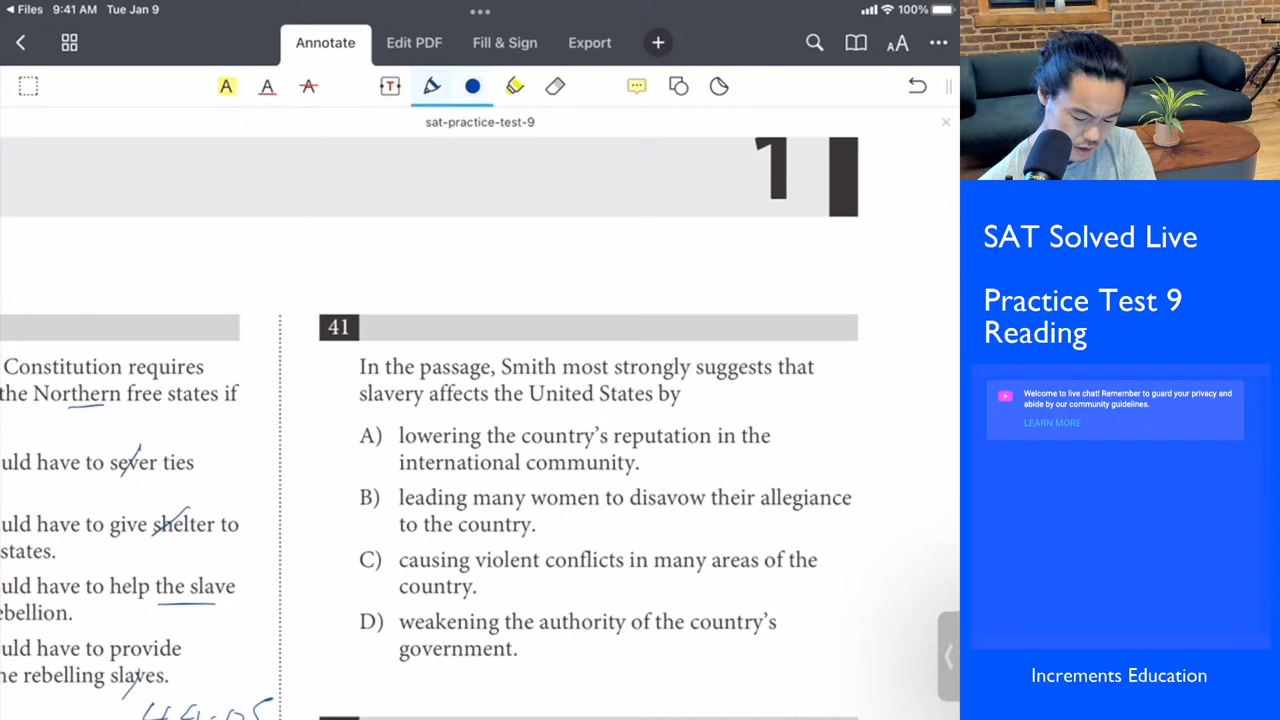 Files 9:41 AM Tue Jan 9 100%
Annotate Edit PDF Fill & Sign Export
sat-practice-test-9
1
Constitution requires
the Northern free states if
uld have to sever ties
uld have to give shelter to
states.
uld have to help the slave
ebellion.
uld have to provide
he rebelling slaves.
41
In the passage, Smith most strongly suggests that
slavery affects the United States by
A) lowering the country's reputation in the
international community.
B) leading many women to disavow their allegiance
to the country.
C) causing violent conflicts in many areas of the
country.
D) weakening the authority of the country's
government.
SAT Solved Live
Practice Test 9
Reading
Welcome to live chat! Remember to guard your privacy and
abide by our community guidelines.
LEARN MORE
Increments Education